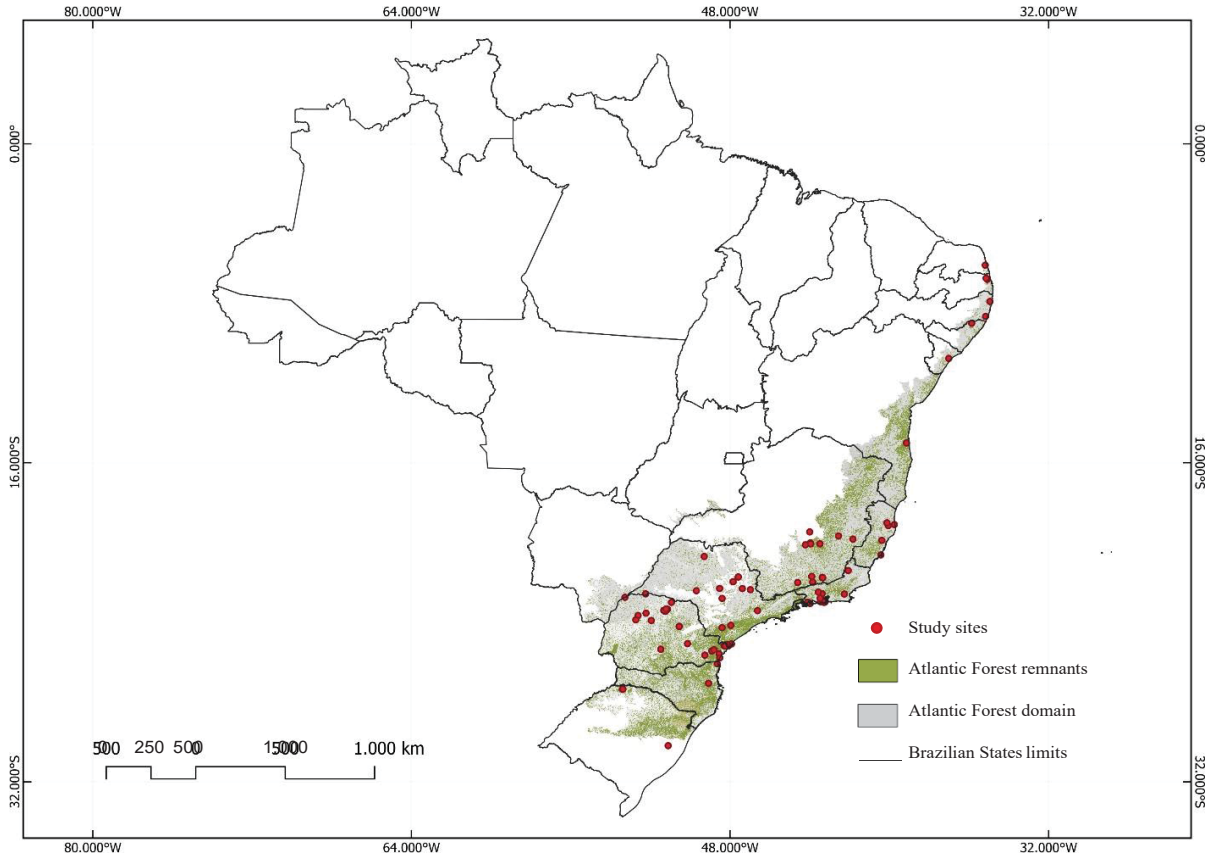 80.000°W 64.000°W 48.000°W 32.000°W
0.000° 0.000°
16.000°S 16.000°S
32.000°S 32.000°S
Study sites
Atlantic Forest remnants
Atlantic Forest domain
Brazilian States limits
250 500 1.000 km
80.000°W 64.000°W 48.000°W 32.000°W